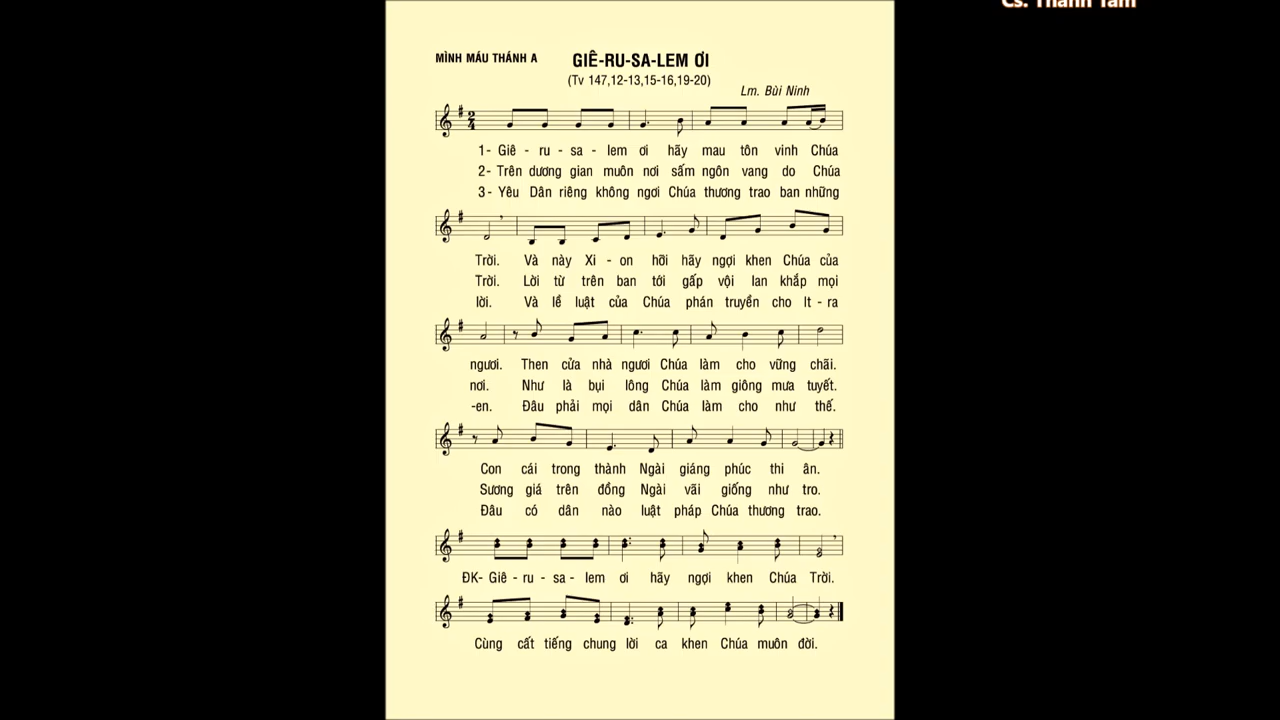 Cs. Thanh Tâm
MÌNH MÁU THÁNH A
GIÊ-RU-SA-LEM ƠI
(Tv 147,12-13,15-16,19-20)
Lm. Bùi Ninh
1- Giê - ru - sa - lem ơi hãy mau tôn vinh Chúa
2- Trên dương gian muôn nơi sấm ngôn vang do Chúa
3- Yêu Dân riêng không ngơi Chúa thương trao ban những
Trời. Và này Xi - on hỡi hãy ngợi khen Chúa của
Trời. Lời từ trên ban tới gấp vội lan khắp mọi
lời. Và lề luật của Chúa phán truyền cho It - ra
ngươi. Then cửa nhà ngươi Chúa làm cho vững chãi.
nơi. Như là bụi lông Chúa làm giông mưa tuyết.
-en. Đâu phải mọi dân Chúa làm cho như thế.
Con cái trong thành Ngài giáng phúc thi ân.
Sương giá trên đồng Ngài vãi giống như tro.
Đâu có dân nào luật pháp Chúa thương trao.
ĐK- Giê - ru - sa - lem ơi hãy ngợi khen Chúa Trời.
Cùng cất tiếng chung lời ca khen Chúa muôn đời.